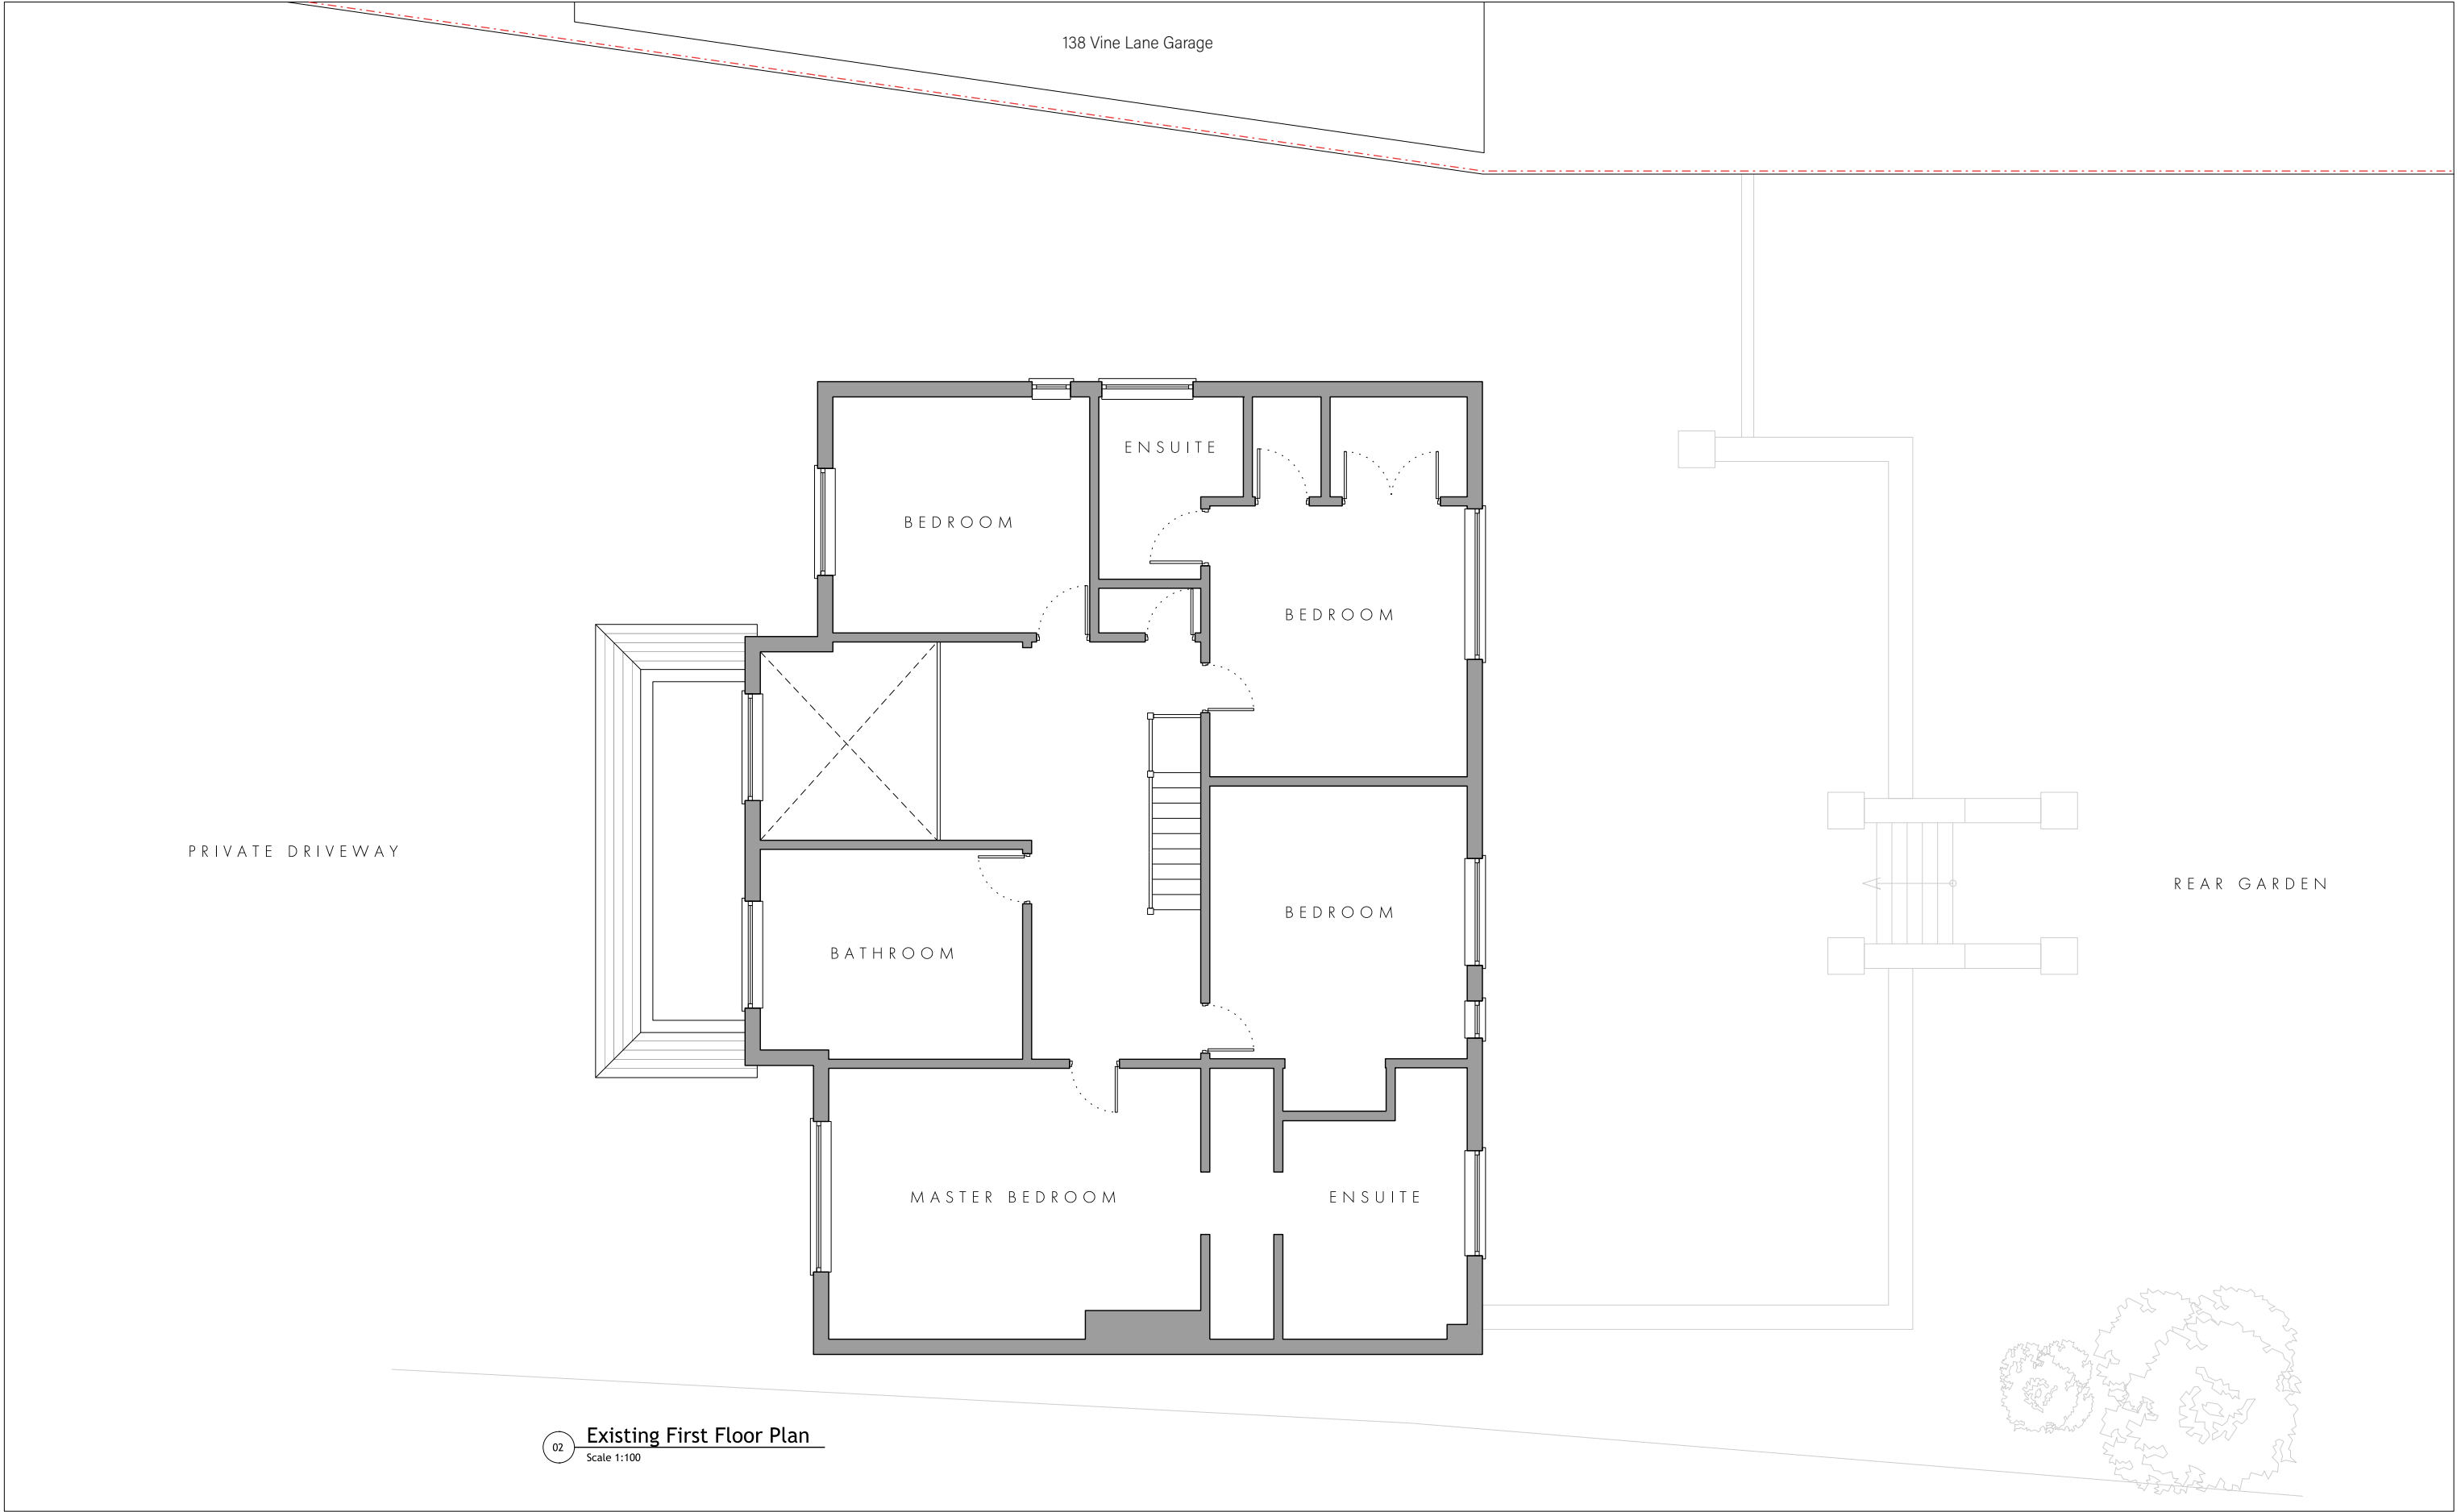 138 Vine Lane Garage
ENSUITE
BEDROOM
BEDROOM
PRIVATE DRIVEWAY
REAR GARDEN
BEDROOM
BATHROOM
MASTER BEDROOM
ENSUITE
02
Existing First Floor Plan
Scale 1:100